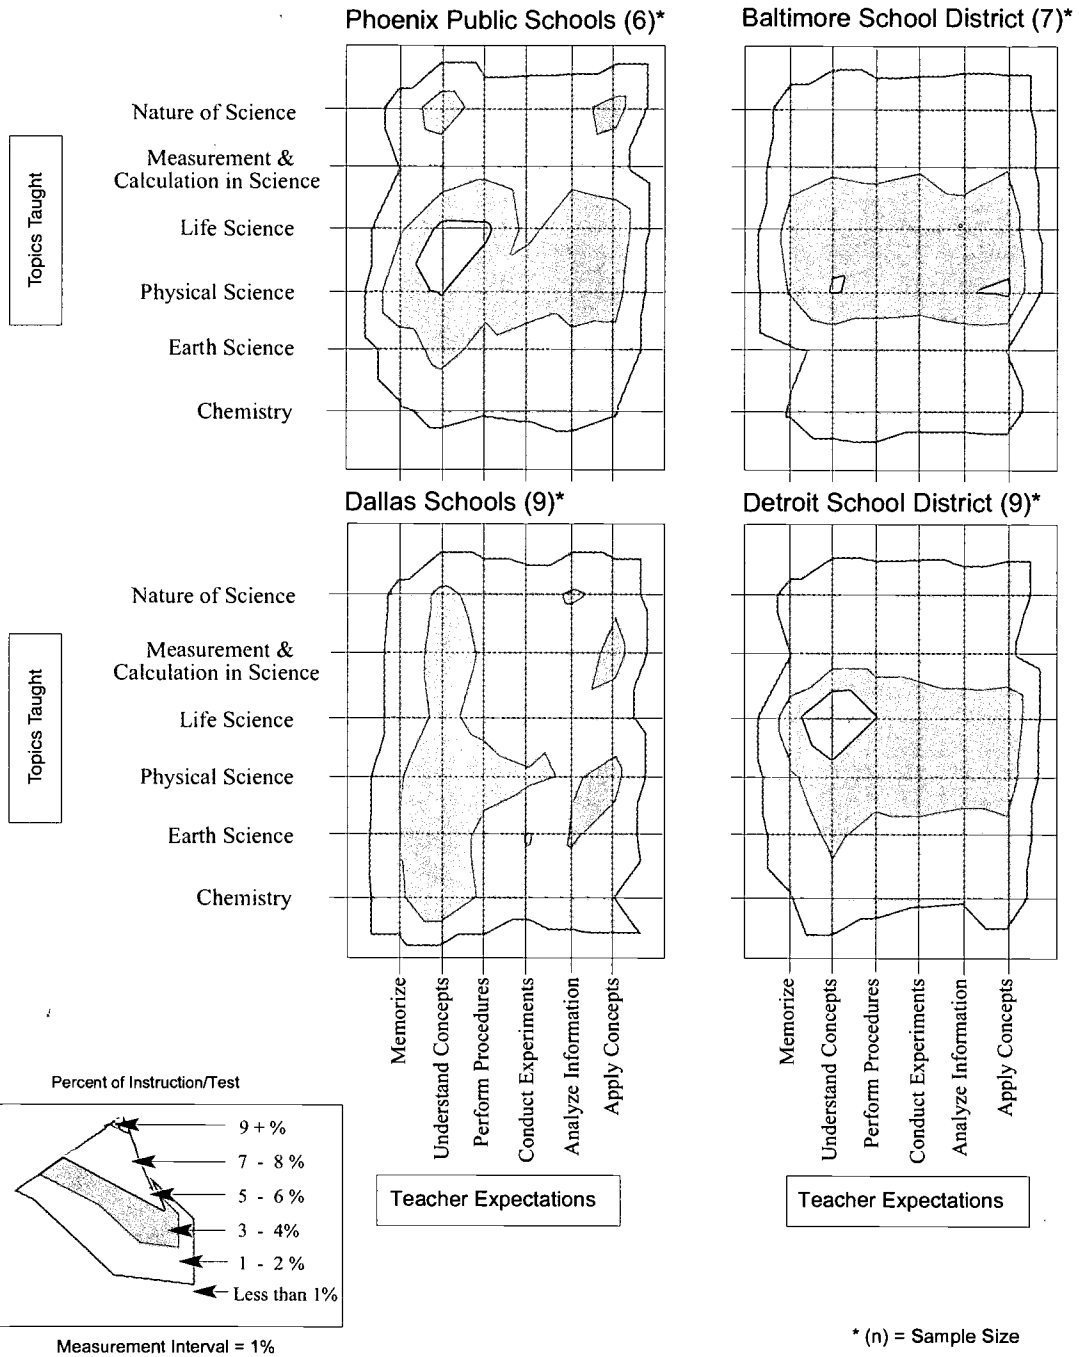 Phoenix Public Schools (6)*
Baltimore School District (7)*
Topics Taught
Nature of Science
Measurement &
Calculation in Science
Life Science
Physical Science
Earth Science
Chemistry
Dallas Schools (9)*
Detroit School District (9)*
Topics Taught
Nature of Science
Measurement &
Calculation in Science
Life Science
Physical Science
Earth Science
Chemistry
Memorize
Understand Concepts
Perform Procedures
Conduct Experiments
Analyze Information
Apply Concepts
Memorize
Understand Concepts
Perform Procedures
Conduct Experiments
Analyze Information
Apply Concepts
Teacher Expectations
Teacher Expectations
Percent of Instruction/Test
9 + %
7 - 8 %
5 - 6 %
3 - 4%
1 - 2 %
Less than 1%
Measurement Interval = 1%
* (n) = Sample Size